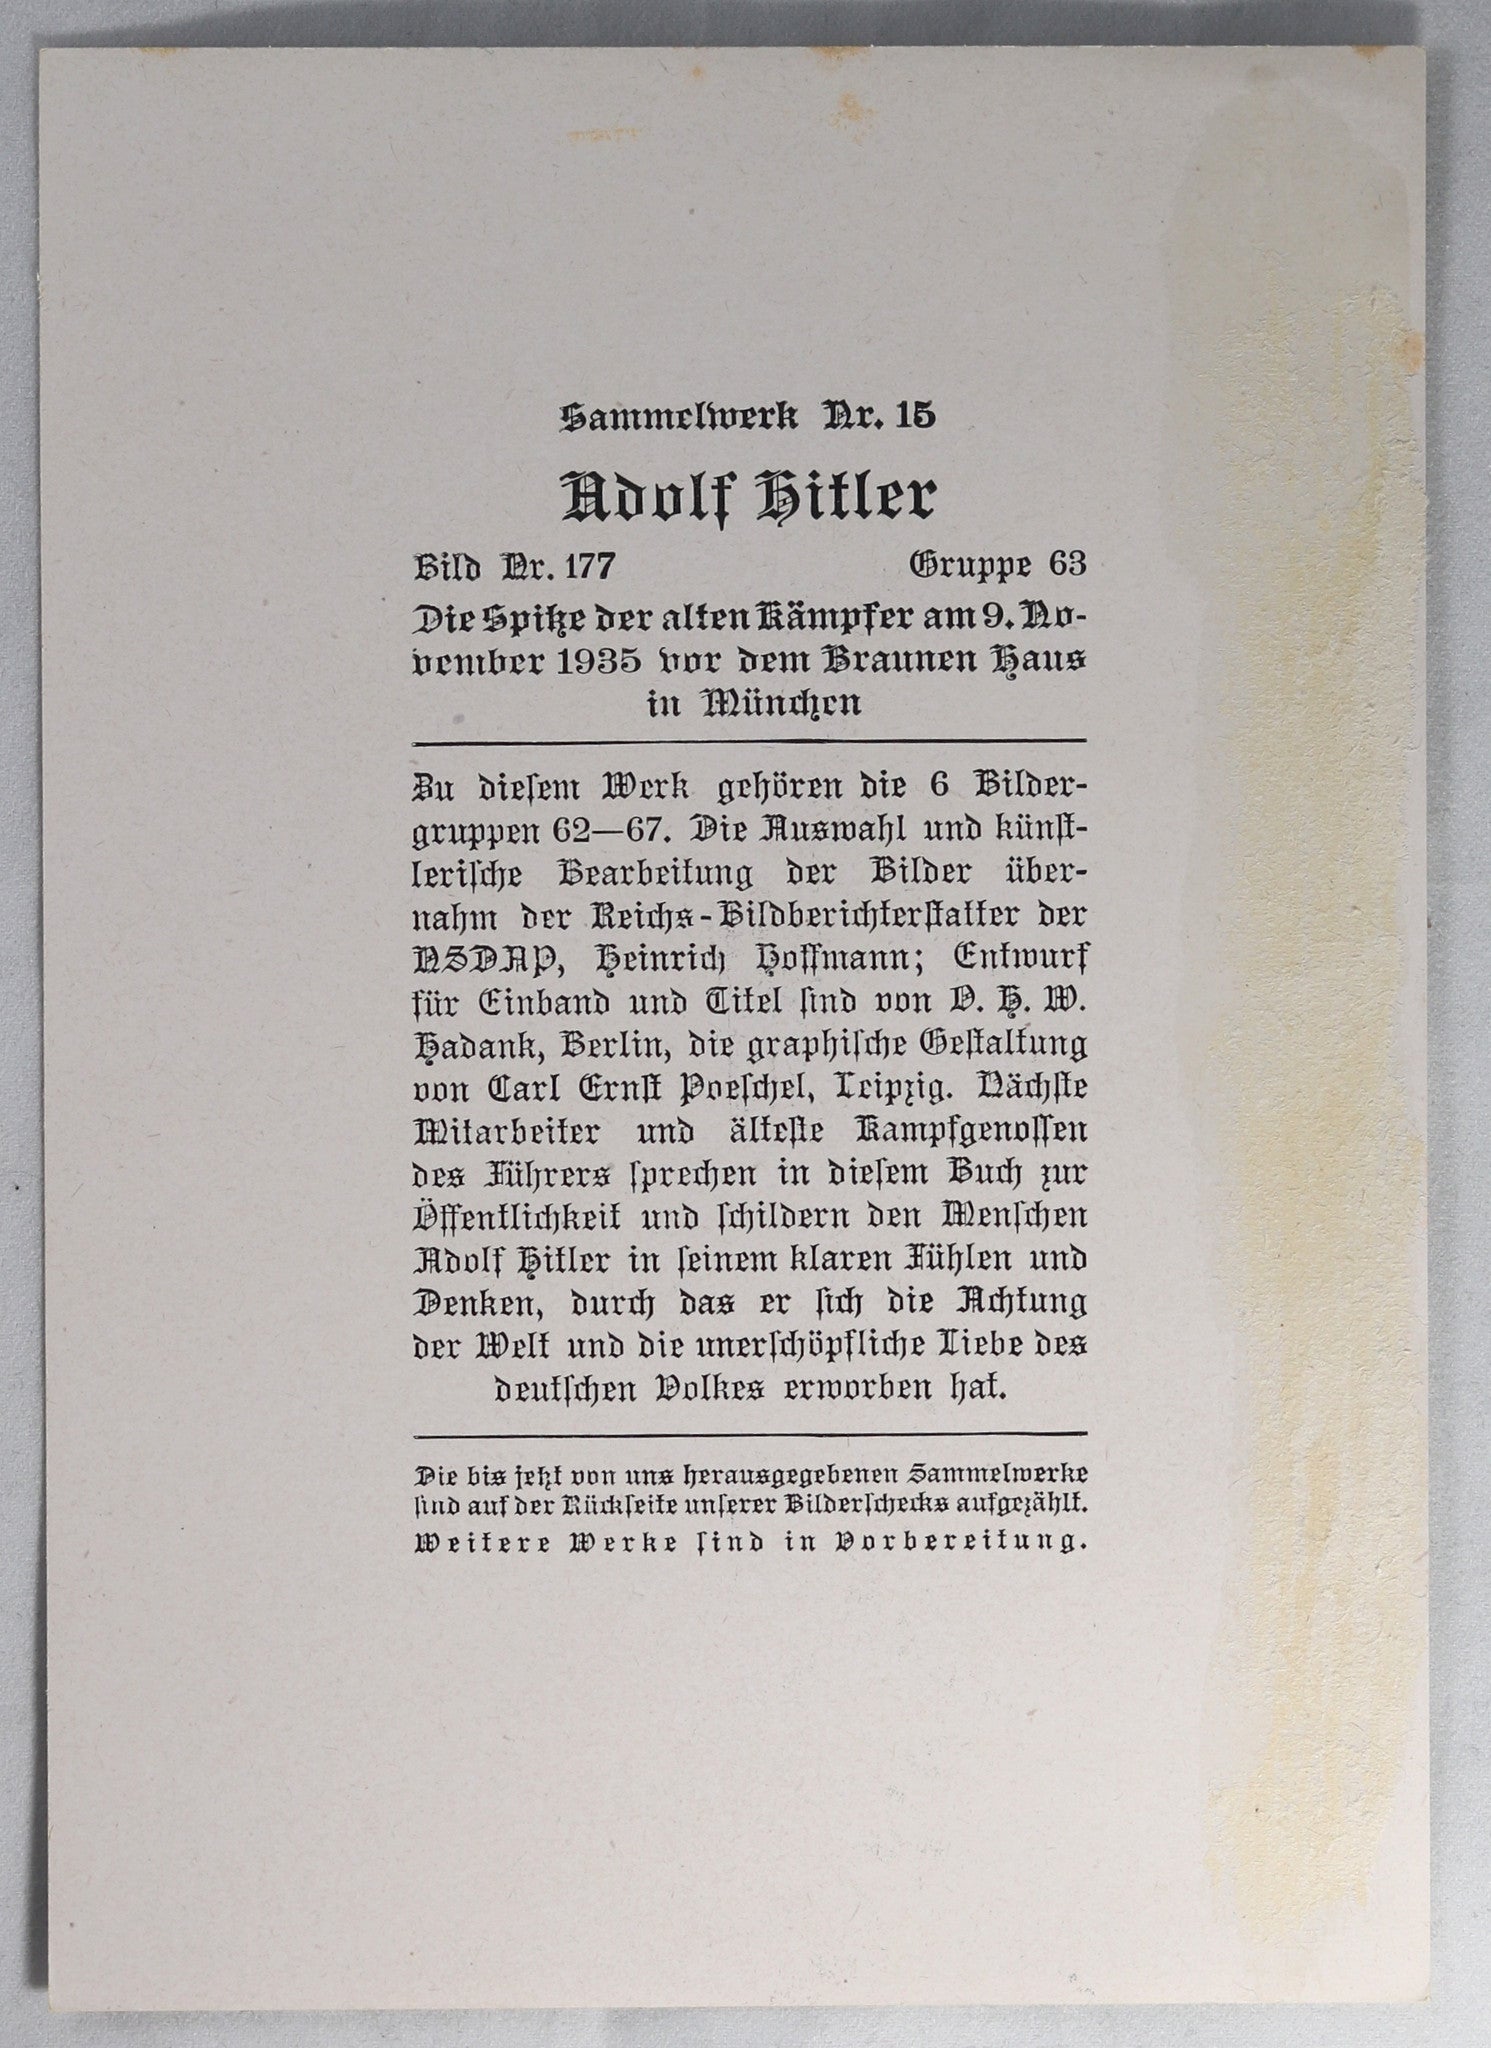 Sammelwerk Nr. 15
Adolf Hitler
Bild Nr. 177 Gruppe 63
Die Spitze der alten Kämpfer am 9. No-
vember 1935 vor dem Braunen Haus
in München
Zu diesem Werk gehören die 6 Bilder-
gruppen 62—67. Die Auswahl und künst-
lerische Bearbeitung der Bilder über-
nahm der Reichs-Bildberichterstatter der
NSDAP, Heinrich Hoffmann; Entwurf
für Einband und Titel sind von O. H. W.
Hadank, Berlin, die graphische Gestaltung
von Carl Ernst Poeschel, Leipzig. Nächste
Mitarbeiter und älteste Kampfgenossen
des Führers sprechen in diesem Buch zur
Öffentlichkeit und schildern den Menschen
Adolf Hitler in seinem klaren Fühlen und
Denken, durch das er sich die Achtung
der Welt und die unerschöpfliche Liebe des
deutschen Volkes erworben hat.
Die bis jetzt von uns herausgegebenen Sammelwerke
sind auf der Rückseite unserer Bilderschecks aufgezählt.
Weitere Werke sind in Vorbereitung.